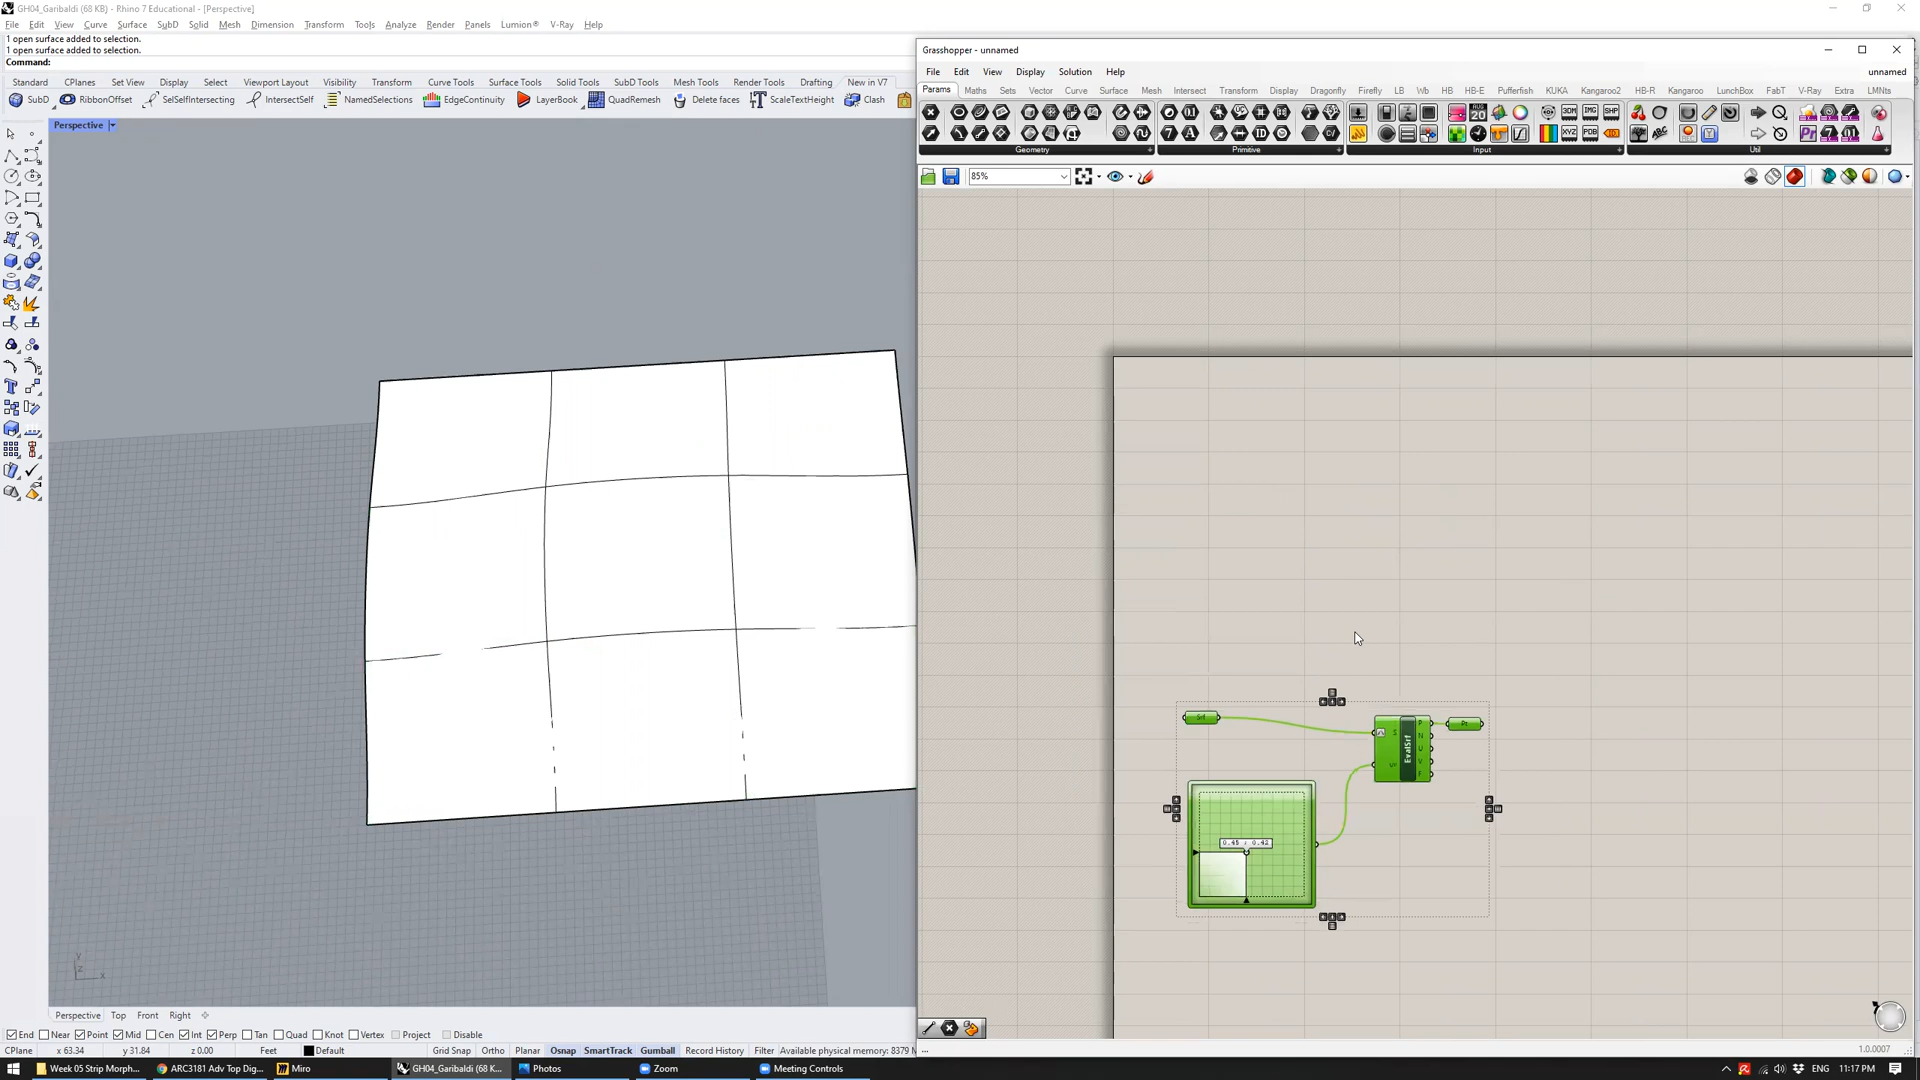 GH04_Garibaldi (68 KB) - Rhino 7 Educational - [Perspective]
File Edit View Curve Surface SubD Solid Mesh Dimension Transform Tools Analyze Render Panels Lumion® V-Ray Help
1 open surface added to selection.
1 open surface added to selection.
Command:
Standard CPlanes Set View Display Select Viewport Layout Visibility Transform Curve Tools Surface Tools Solid Tools SubD Tools Mesh Tools Render Tools Drafting New in V7
SubD RibbonOffset SelSelfIntersecting IntersectSelf NamedSelections EdgeContinuity LayerBook QuadRemesh Delete faces ScaleTextHeight Clash
Perspective
Grasshopper - unnamed
File Edit View Display Solution Help unnamed
Params Maths Sets Vector Curve Surface Mesh Intersect Transform Display Dragonfly Firefly LB Wb HB HB-E Pufferfish KUKA Kangaroo2 HB-R Kangaroo LunchBox FabT V-Ray Extra LMNts
Geometry Primitive Input Util
85%
Srf
EvalSrf
S
uv
P
N
U
V
F
Pt
0.45 : 0.42
y
z
x
Perspective Top Front Right
End Near Point Mid Cen Int Perp Tan Quad Knot Vertex Project Disable
CPlane x 63.34 y 31.84 z 0.00 Feet Default Grid Snap Ortho Planar Osnap SmartTrack Gumball Record History Filter Available physical memory: 8379 M
1.0.0007
Week 05 Strip Morph... ARC3181 Adv Top Dig... Miro GH04_Garibaldi (68 K... Photos Zoom Meeting Controls ENG 11:17 PM